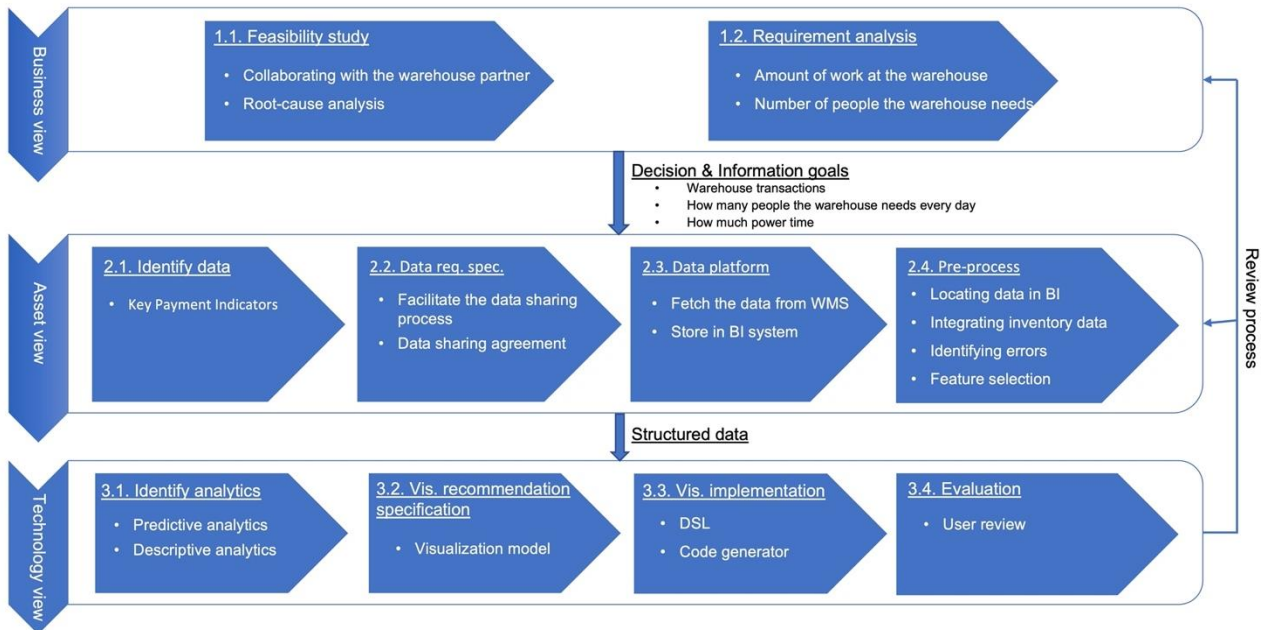 Business view
1.1. Feasibility study
• Collaborating with the warehouse partner
• Root-cause analysis
1.2. Requirement analysis
• Amount of work at the warehouse
• Number of people the warehouse needs
Decision & Information goals
• Warehouse transactions
• How many people the warehouse needs every day
• How much power time
Asset view
2.1. Identify data
• Key Payment Indicators
2.2. Data req. spec.
• Facilitate the data sharing
process
• Data sharing agreement
2.3. Data platform
• Fetch the data from WMS
• Store in BI system
2.4. Pre-process
• Locating data in BI
• Integrating inventory data
• Identifying errors
• Feature selection
Structured data
Technology view
3.1. Identify analytics
• Predictive analytics
• Descriptive analytics
3.2. Vis. recommendation
specification
• Visualization model
3.3. Vis. implementation
• DSL
• Code generator
3.4. Evaluation
• User review
Review process